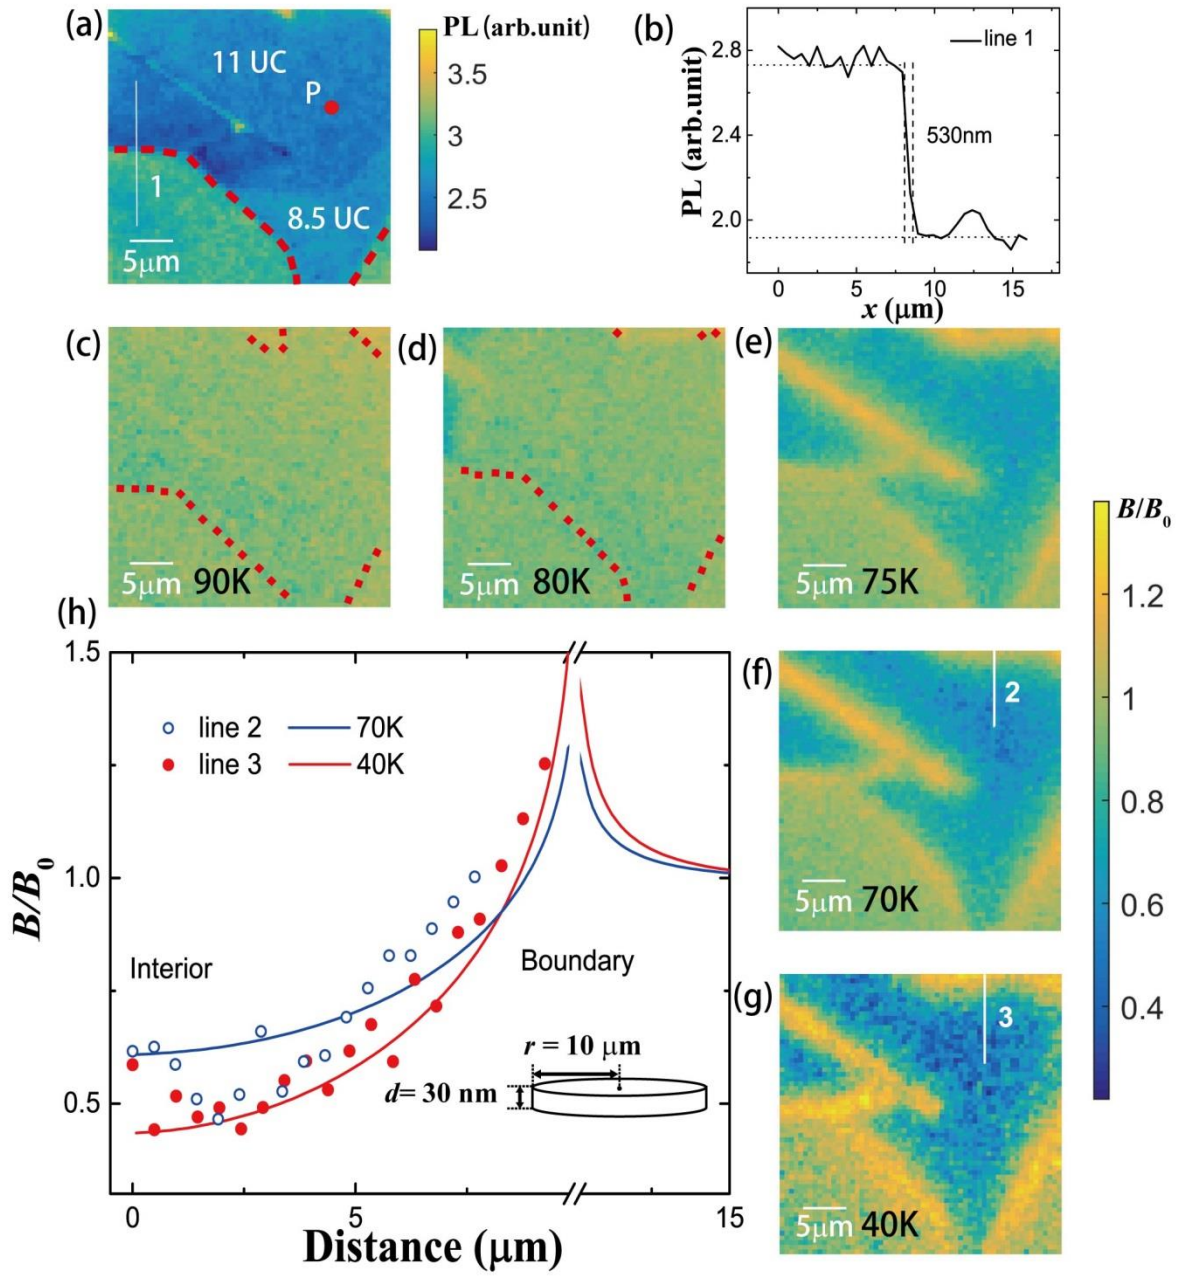 (a)
PL (arb.unit)
11 UC
P
1
8.5 UC
5μm
3.5
3
2.5
(b)
line 1
530nm
2.8
2.4
2.0
PL (arb.unit)
0 5 10 15
x (μm)
(c)
5μm 90K
(d)
5μm 80K
(e)
5μm 75K
B/B0
1.2
1
0.8
0.6
0.4
(f)
2
5μm 70K
(g)
3
5μm 40K
(h)
1.5
1.0
0.5
B/B0
line 2 70K
line 3 40K
Interior
Boundary
r = 10 μm
d= 30 nm
0 5 15
Distance (μm)